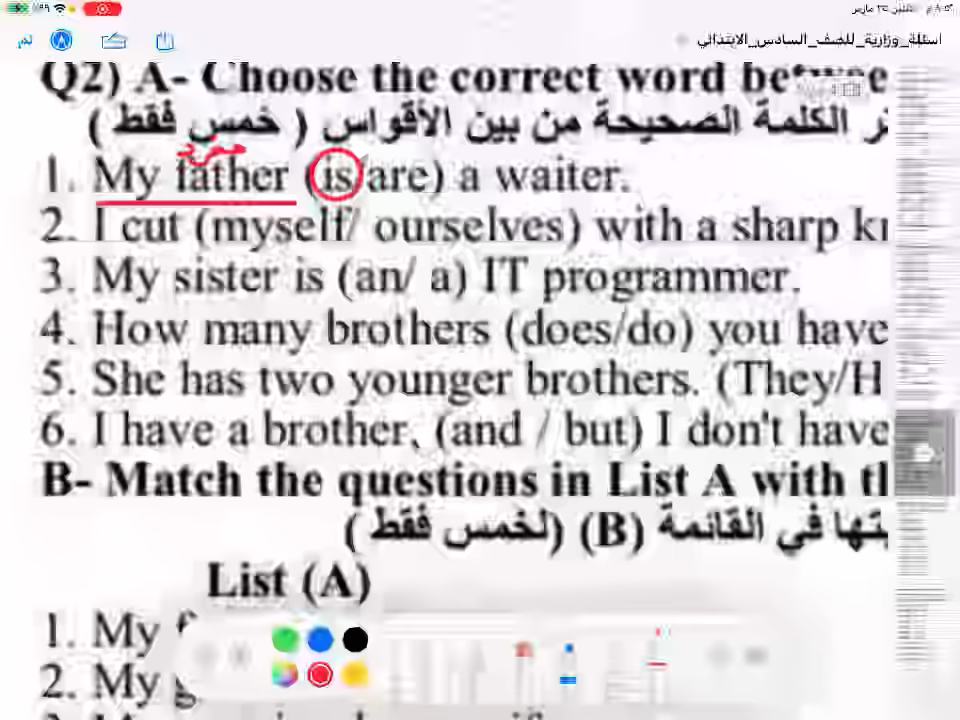 اسئلة_وزارية_للصف_السادس_الابتدائي
Q2) A- Choose the correct word betwee
ر الكلمة الصحيحة من بين الأقواس ( خمس فقط )
مفرد
1. My father (is/are) a waiter.
2. I cut (myself/ ourselves) with a sharp k
3. My sister is (an/ a) IT programmer.
4. How many brothers (does/do) you have
5. She has two younger brothers. (They/H
6. I have a brother, (and / but) I don't have
B- Match the questions in List A with t
تها في القائمة (B) (لخمس فقط )
List (A)
1. My
2. My g